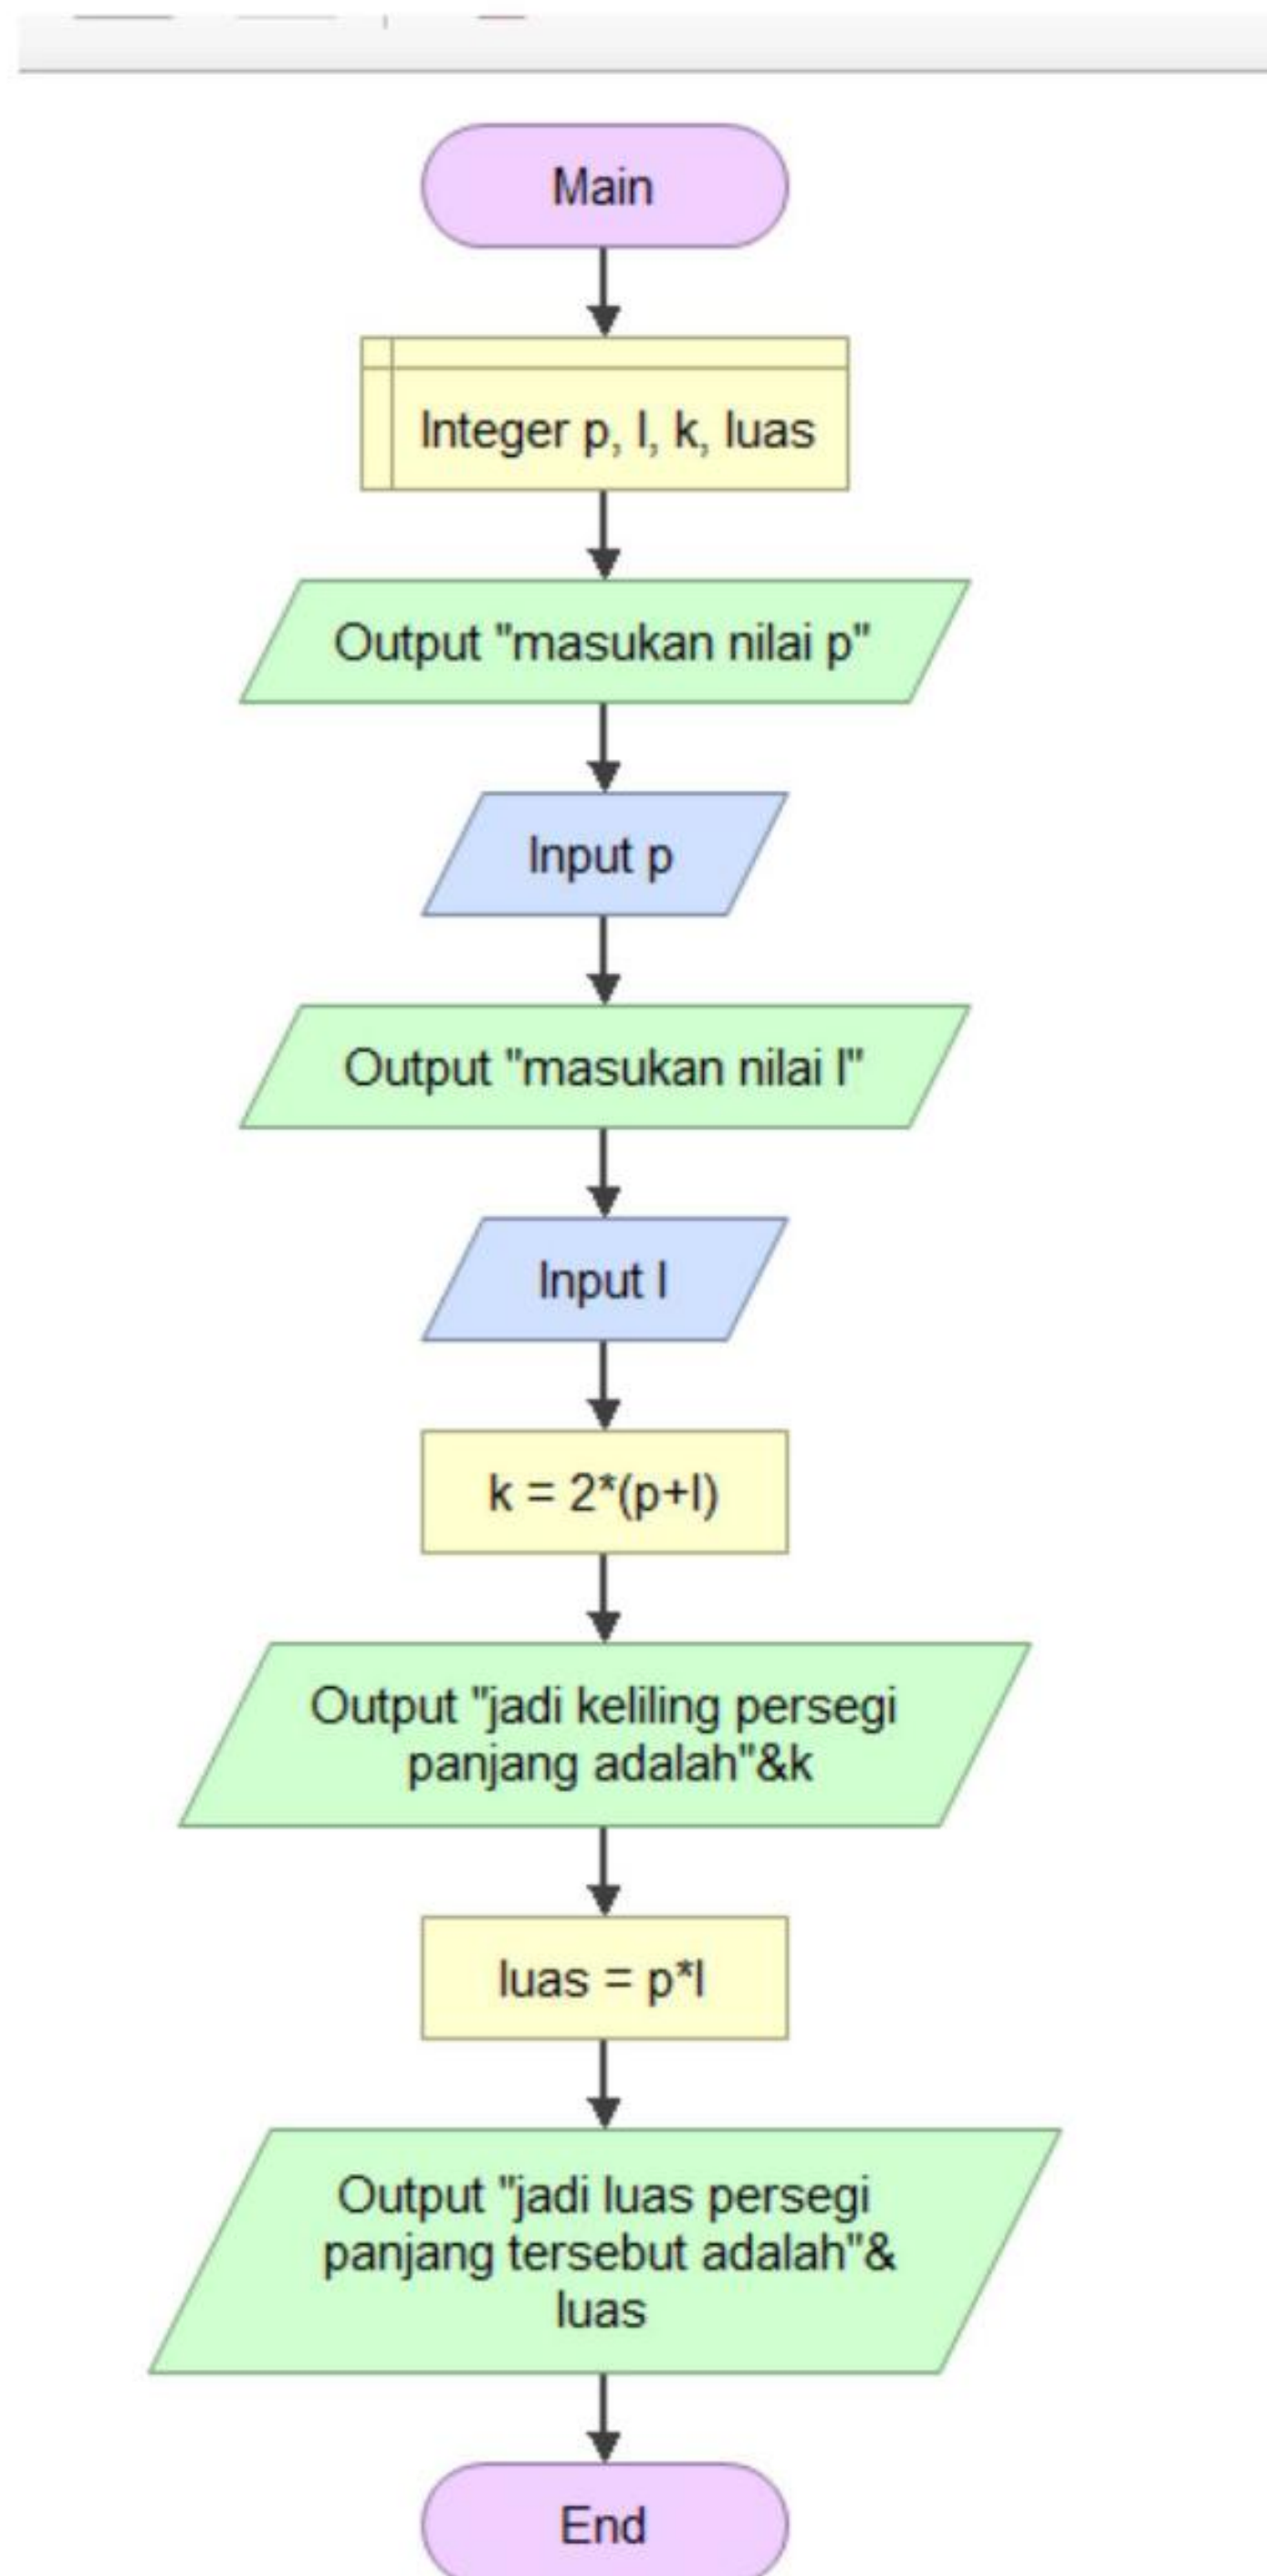 Main
Integer p, l, k, luas
Output "masukan nilai p"
Input p
Output "masukan nilai l"
Input l
k = 2*(p+l)
Output "jadi keliling persegi
panjang adalah"&k
luas = p*l
Output "jadi luas persegi
panjang tersebut adalah"&
luas
End